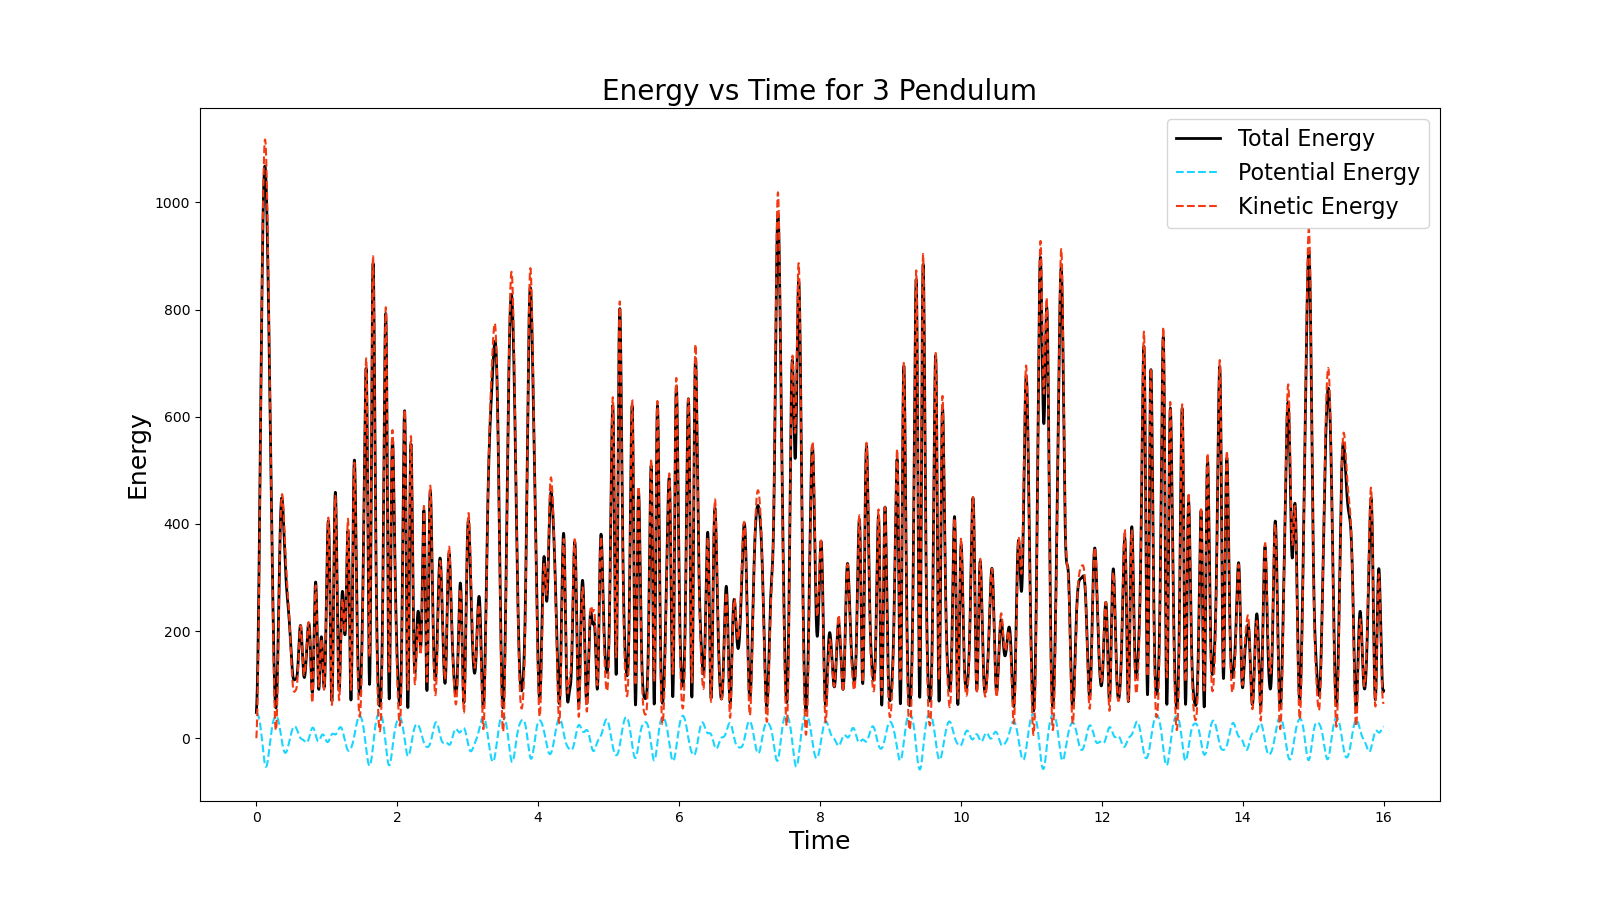 Energy vs Time for 3 Pendulum
Total Energy
Potential Energy
Kinetic Energy
Energy
1000
800
600
400
200
0
0 2 4 6 8 10 12 14 16
Time